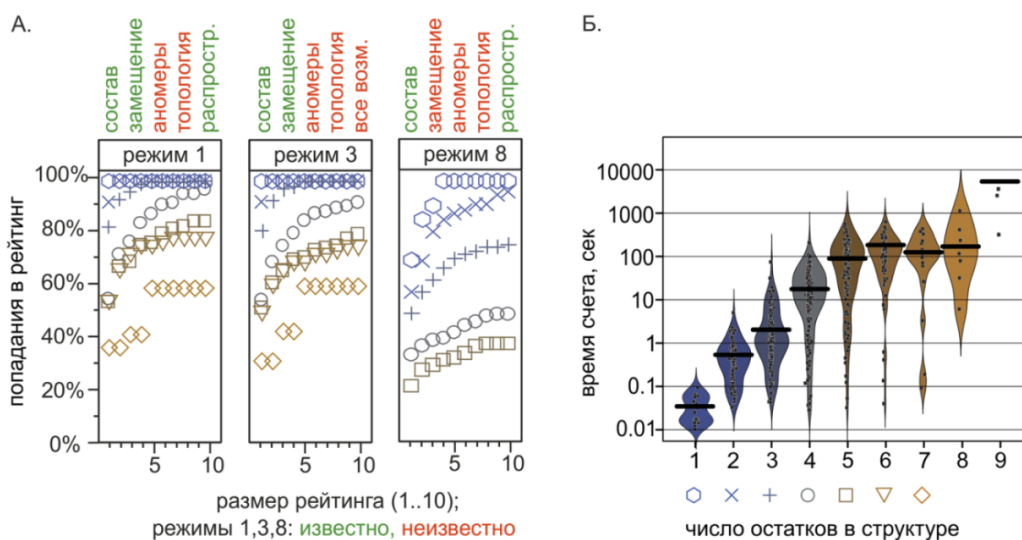 А.
состав
замещение
аномеры
топология
распростр.
состав
замещение
аномеры
топология
все возм.
состав
замещение
аномеры
топология
распростр.
режим 1
режим 3
режим 8
попадания в рейтинг
100%
80%
60%
40%
20%
0%
5
10
5
10
5
10
размер рейтинга (1..10);
режимы 1,3,8: известно, неизвестно
Б.
время счета, сек
10000
1000
100
10
1
0.1
0.01
1 2 3 4 5 6 7 8 9
число остатков в структуре